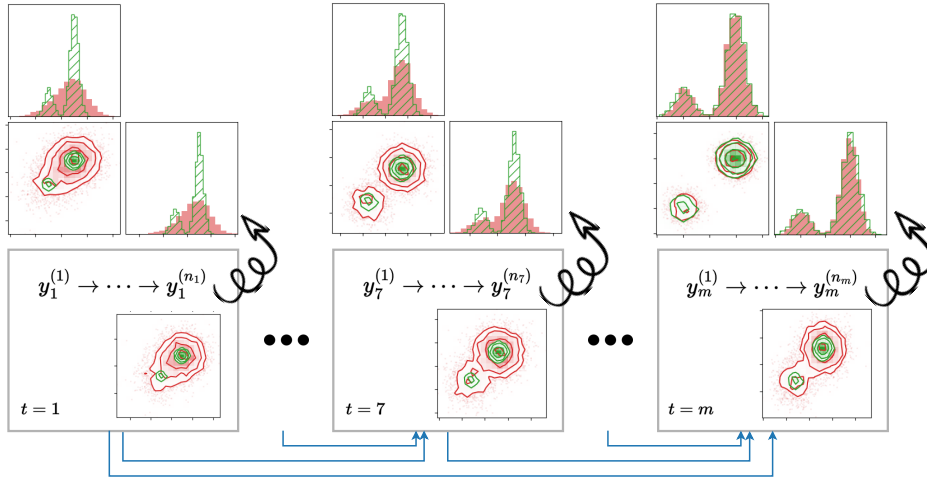 y_1^{(1)} → ⋯ → y_1^{(n_1)}
t = 1
y_7^{(1)} → ⋯ → y_7^{(n_7)}
t = 7
y_m^{(1)} → ⋯ → y_m^{(n_m)}
t = m